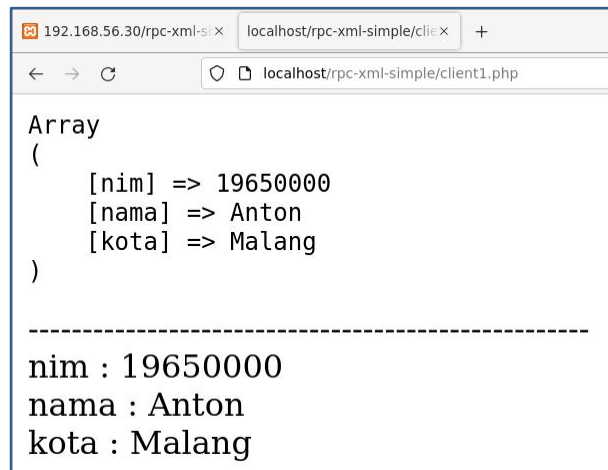 192.168.56.30/rpc-xml-si
localhost/rpc-xml-simple/clie
localhost/rpc-xml-simple/client1.php
Array
(
    [nim] => 19650000
    [nama] => Anton
    [kota] => Malang
)
----------------------------------------------------
nim : 19650000
nama : Anton
kota : Malang